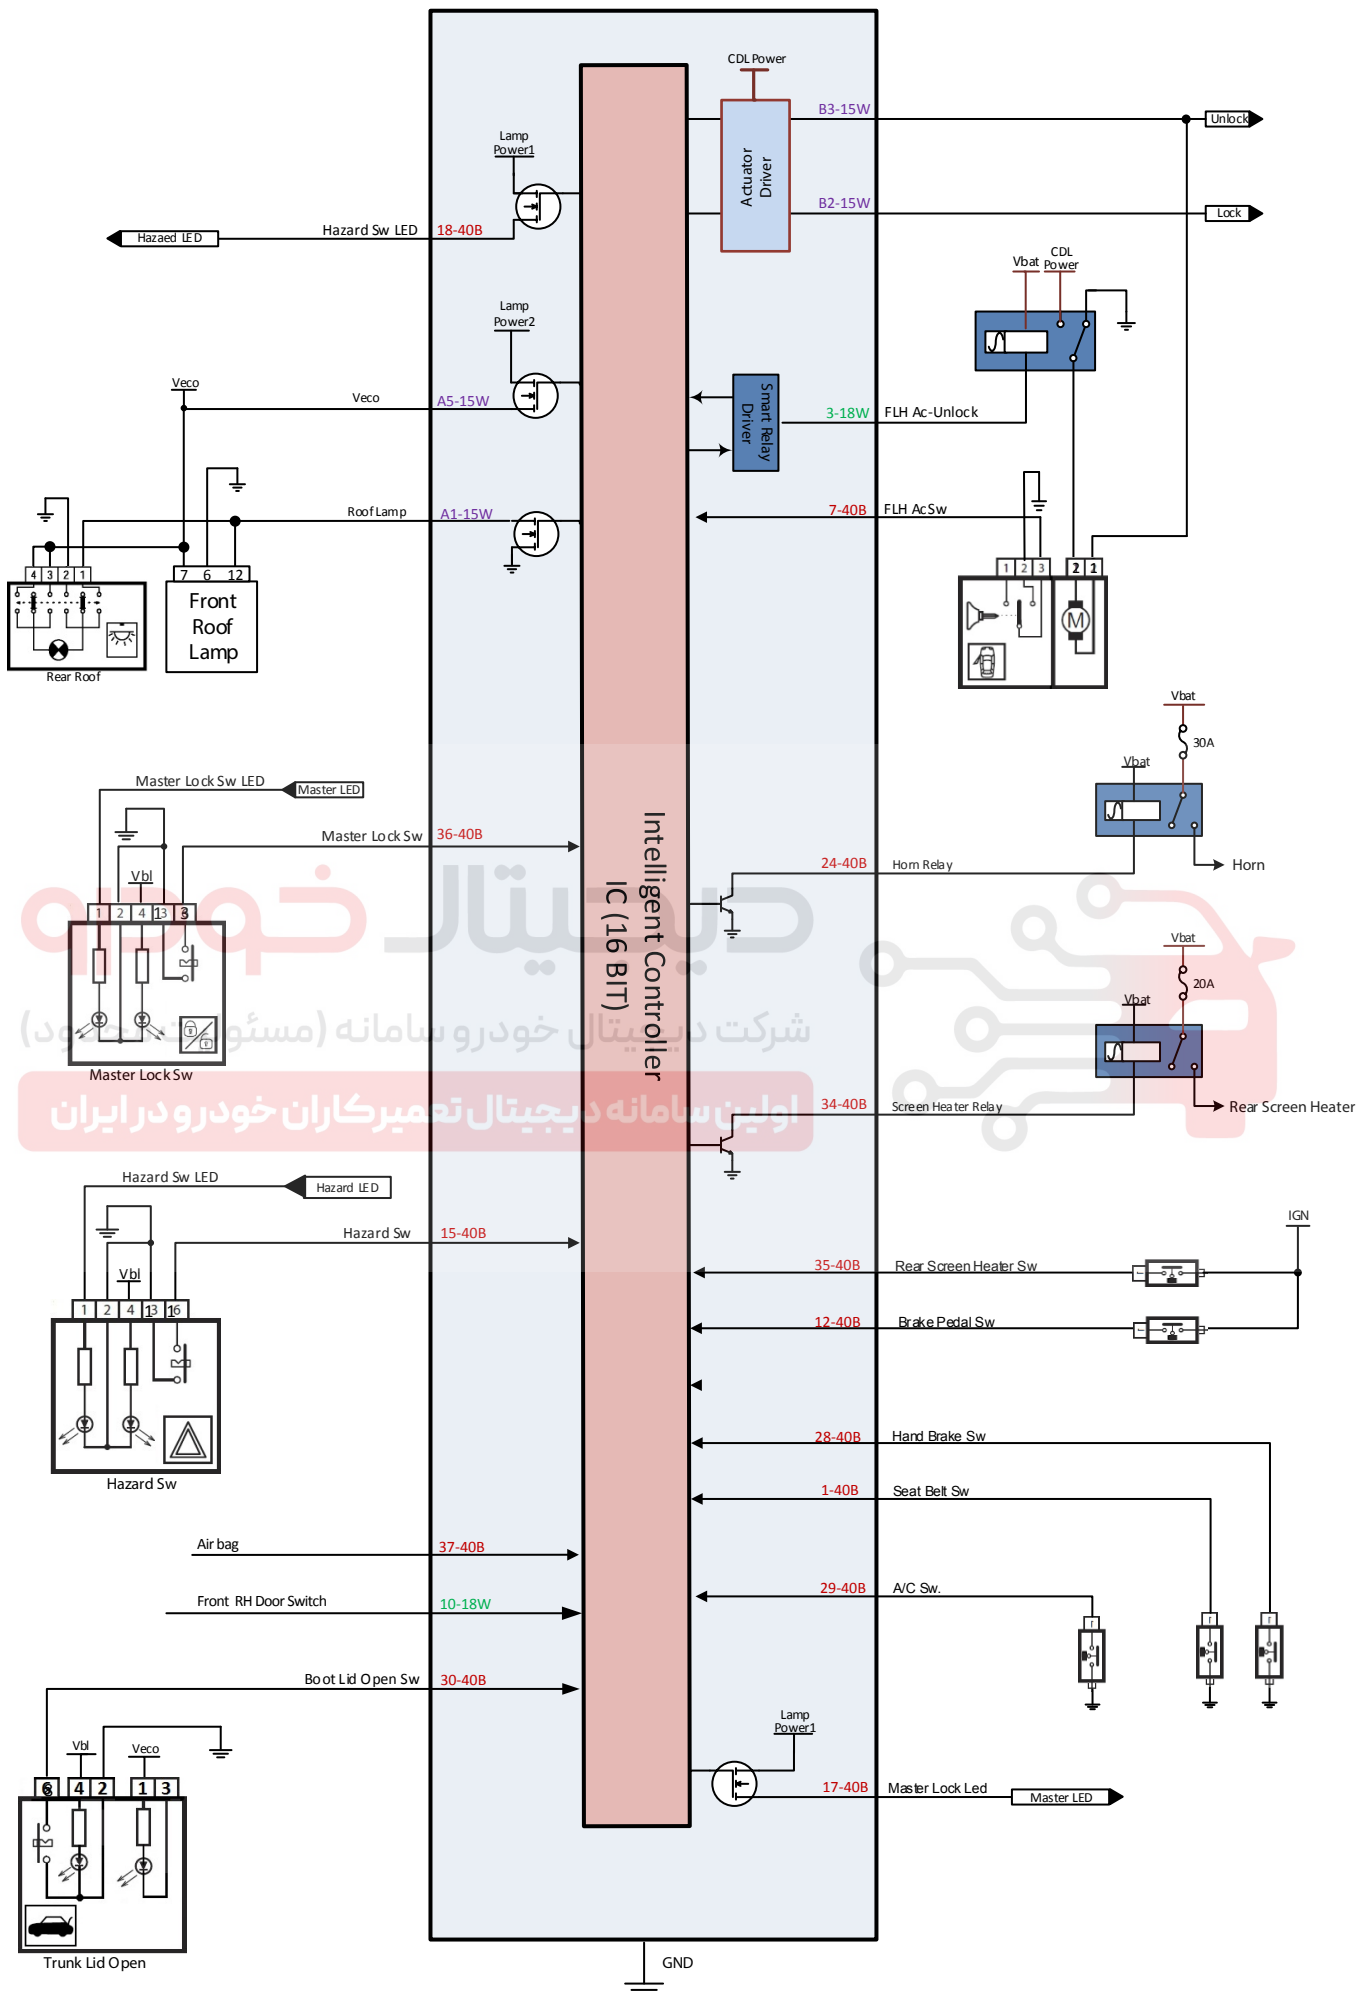 CDL Power
B3-15W
Unlock
Lamp
Power1
Actuator
Driver
B2-15W
Lock
Hazaed LED
Hazard Sw LED
18-40B
Vbat
CDL
Power
Lamp
Power2
Veco
Veco
A5-15W
Smart Relay
Driver
3-18W
FLH Ac-Unlock
Roof Lamp
A1-15W
7-40B
FLH AcSw
4 3 2 1
7 6 12
Front
Roof
Lamp
Rear Roof
1 2 3
M
Vbat
30A
Vbat
Master Lock Sw LED
Master LED
Master Lock Sw
36-40B
Intelligent Controller
IC (16 BIT)
24-40B
Horn Relay
Horn
Vbl
1 2 4
دیجیتال خودرو
شرکت دیجیتال خودرو سامانه (مسئولیت محدود)
اولین سامانه دیجیتال تعمیرکاران خودرو در ایران
Vbat
20A
Vbat
Master Lock Sw
34-40B
Screen Heater Relay
Rear Screen Heater
Hazard Sw LED
Hazard LED
Hazard Sw
15-40B
IGN
35-40B
Rear Screen Heater Sw
Vbl
1 2 4
12-40B
Brake Pedal Sw
Hazard Sw
28-40B
Hand Brake Sw
1-40B
Seat Belt Sw
Air bag
37-40B
29-40B
A/C Sw.
Front RH Door Switch
10-18W
Boot Lid Open Sw
30-40B
Lamp
Power1
Vbl
Veco
4 2 1 3
17-40B
Master Lock Led
Master LED
Trunk Lid Open
GND